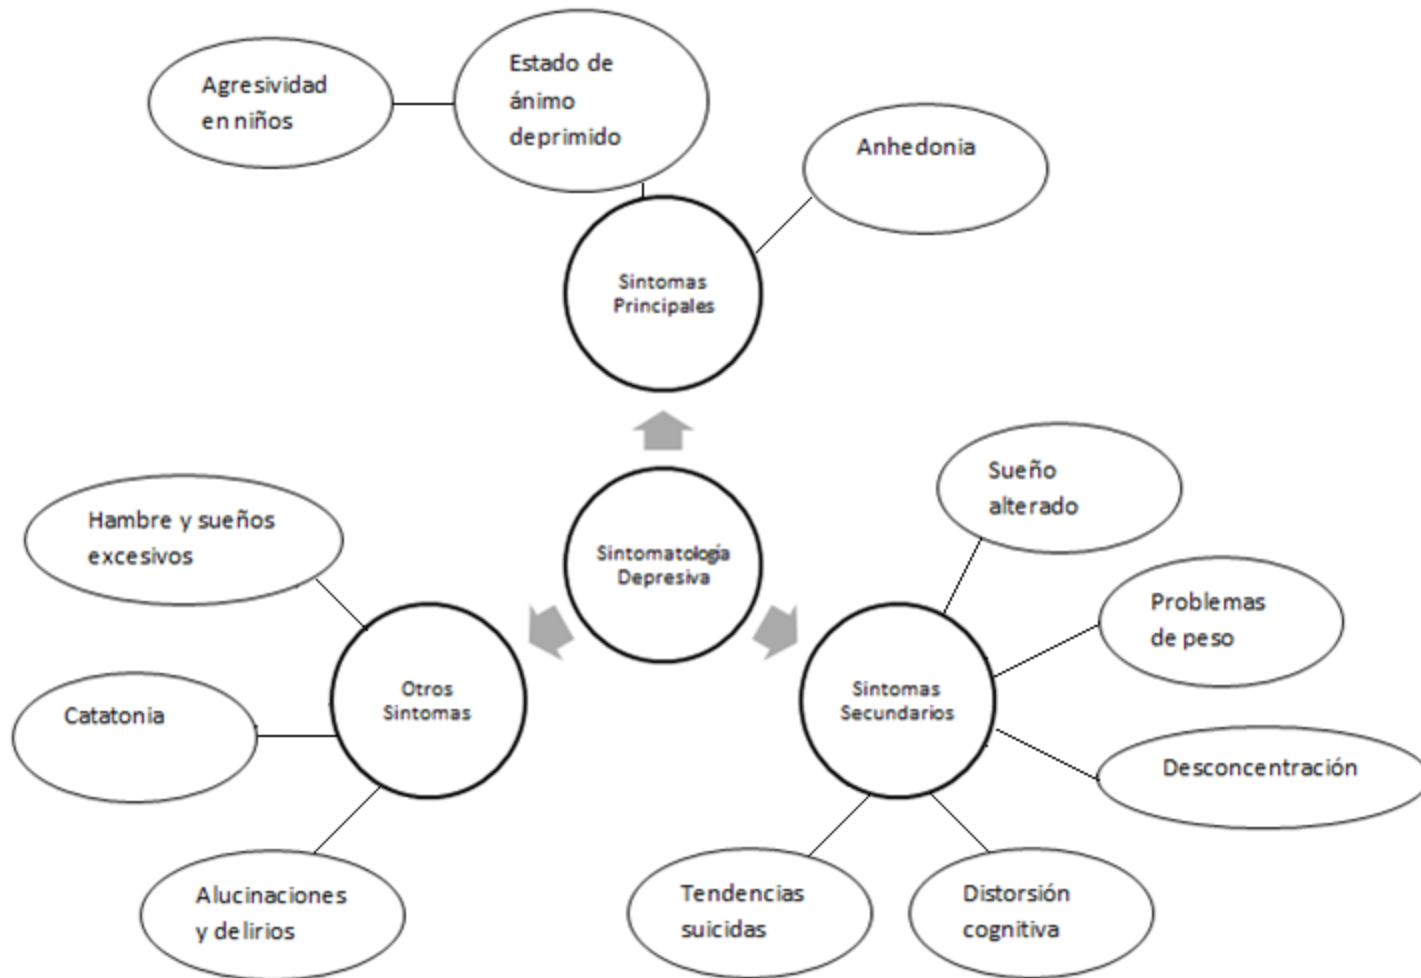 Agresividad
en niños
Estado de
ánimo
deprimido
Anhedonia
Sintomas
Principales
Sintomatología
Depresiva
Hambre y sueños
excesivos
Catatonia
Otros
Sintomas
Alucinaciones
y delirios
Sueño
alterado
Problemas
de peso
Sintomas
Secundarios
Desconcentración
Tendencias
suicidas
Distorsión
cognitiva